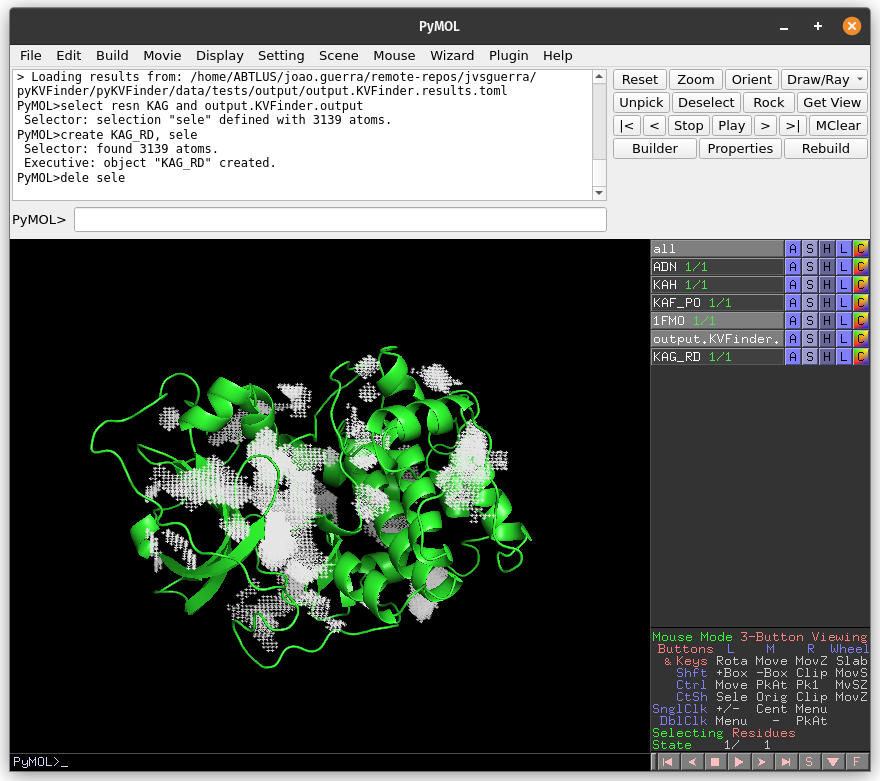 PyMOL
File Edit Build Movie Display Setting Scene Mouse Wizard Plugin Help
> Loading results from: /home/ABTLUS/joao.guerra/remote-repos/jvsguerra/
pyKVFinder/pyKVFinder/data/tests/output/output.KVFinder.results.toml
PyMOL>select resn KAG and output.KVFinder.output
Selector: selection "sele" defined with 3139 atoms.
PyMOL>create KAG_RD, sele
Selector: found 3139 atoms.
Executive: object "KAG_RD" created.
PyMOL>dele sele
PyMOL>
Reset Zoom Orient Draw/Ray
Unpick Deselect Rock Get View
|< < Stop Play > >| MClear
Builder Properties Rebuild
all A S H L C
ADN 1/1 A S H L C
KAH 1/1 A S H L C
KAF_PO 1/1 A S H L C
1FMO 1/1 A S H L C
output.KVFinder. A S H L C
KAG_RD 1/1 A S H L C
Mouse Mode 3-Button Viewing
Buttons L M R Wheel
& Keys Rota Move MovZ Slab
Shft +Box -Box Clip MovS
Ctrl Move PkAt Pk1 MvSZ
CtSh Sele Orig Clip MovZ
SnglClk +/- Cent Menu
DblClk Menu - PkAt
Selecting Residues
State 1/ 1
PyMOL>_
S F